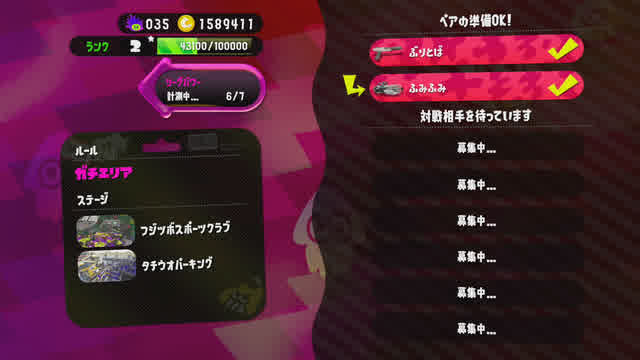 035 1589411
ランク 2★ 43100/100000
リーグパワー
計測中... 6/7
ルール
ガチエリア
ステージ
フジツボスポーツクラブ
タチウオパーキング
ペアの準備OK!
ぷりとば
ふみふみ
対戦相手を待っています
募集中...
募集中...
募集中...
募集中...
募集中...
募集中...